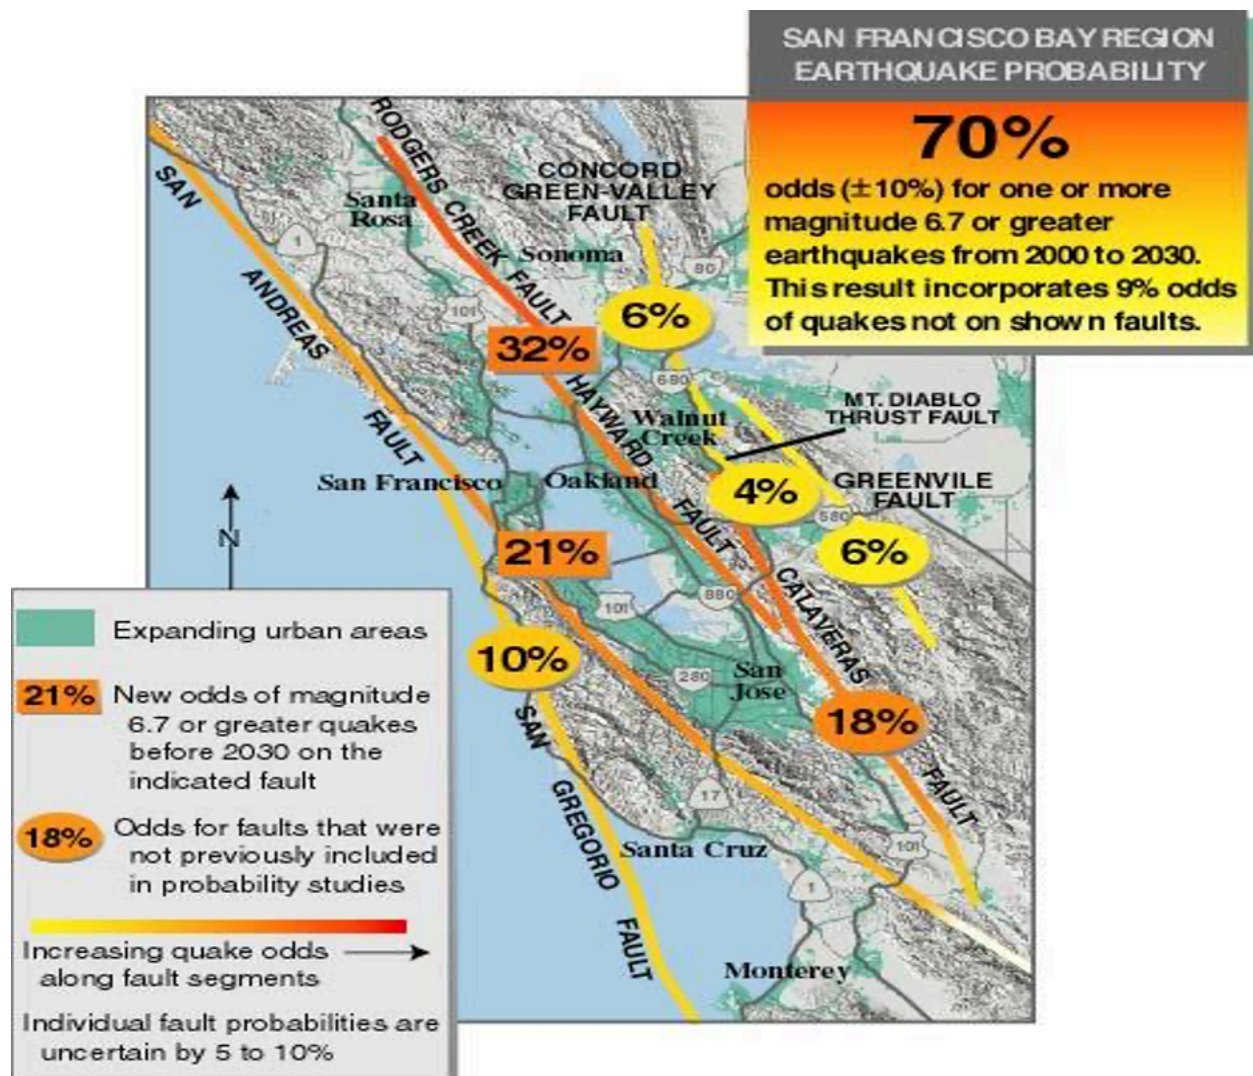 SAN FRANCISCO BAY REGION
EARTHQUAKE PROBABILITY
70%
odds (±10%) for one or more
magnitude 6.7 or greater
earthquakes from 2000 to 2030.
This result incorporates 9% odds
of quakes not on shown faults.
RODGERS CREEK FAULT
CONCORD
GREEN-VALLEY
FAULT
SAN ANDREAS FAULT
Santa
Rosa
1
Sonoma
80
101
6%
32%
HAYWARD FAULT
680
MT. DIABLO
THRUST FAULT
Walnut
Creek
San Francisco
Oakland
4%
GREENVILE
FAULT
580
N
21%
6%
CALAVERAS FAULT
880
101
10%
280
San
Jose
18%
SAN GREGORIO FAULT
17
Santa Cruz
101
1
Monterey
Expanding urban areas
21%
New odds of magnitude
6.7 or greater quakes
before 2030 on the
indicated fault
18%
Odds for faults that were
not previously included
in probability studies
Increasing quake odds
along fault segments
Individual fault probabilities are
uncertain by 5 to 10%